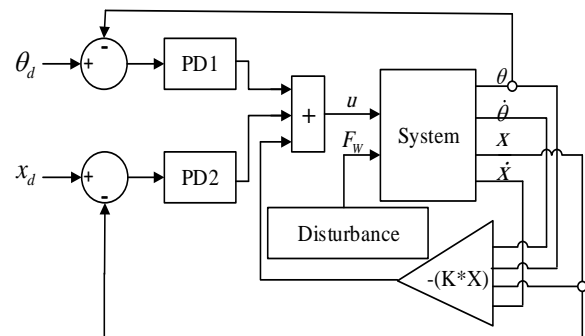 -
θ_d
+
PD1
+
u
F_W
System
θ
θ̇
X
Ẋ
x_d
+
-
PD2
Disturbance
-(K*X)